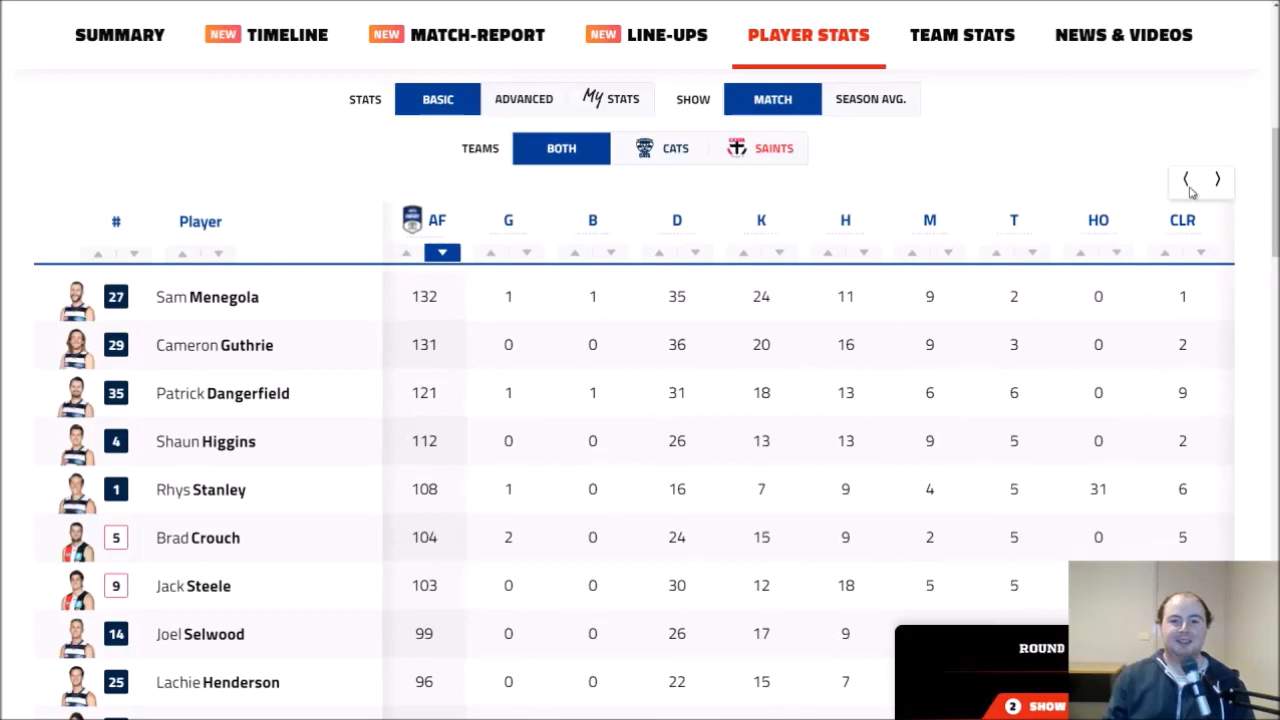 SUMMARY NEW TIMELINE NEW MATCH-REPORT NEW LINE-UPS PLAYER STATS TEAM STATS NEWS & VIDEOS
STATS BASIC ADVANCED My STATS SHOW MATCH SEASON AVG.
TEAMS BOTH CATS SAINTS
# Player AF G B D K H M T HO CLR
27 Sam Menegola 132 1 1 35 24 11 9 2 0 1
29 Cameron Guthrie 131 0 0 36 20 16 9 3 0 2
35 Patrick Dangerfield 121 1 1 31 18 13 6 6 0 9
4 Shaun Higgins 112 0 0 26 13 13 9 5 0 2
1 Rhys Stanley 108 1 0 16 7 9 4 5 31 6
5 Brad Crouch 104 2 0 24 15 9 2 5 0 5
9 Jack Steele 103 0 0 30 12 18 5 5
14 Joel Selwood 99 0 0 26 17 9
25 Lachie Henderson 96 0 0 22 15 7
ROUND
2 SHOW